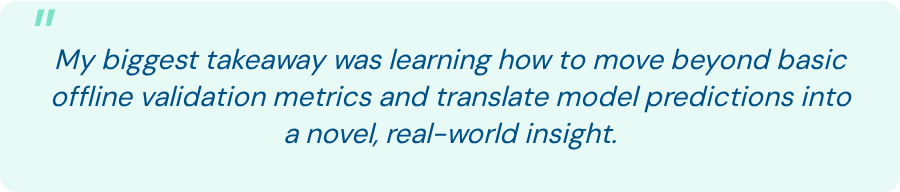 "
My biggest takeaway was learning how to move beyond basic
offline validation metrics and translate model predictions into
a novel, real-world insight.